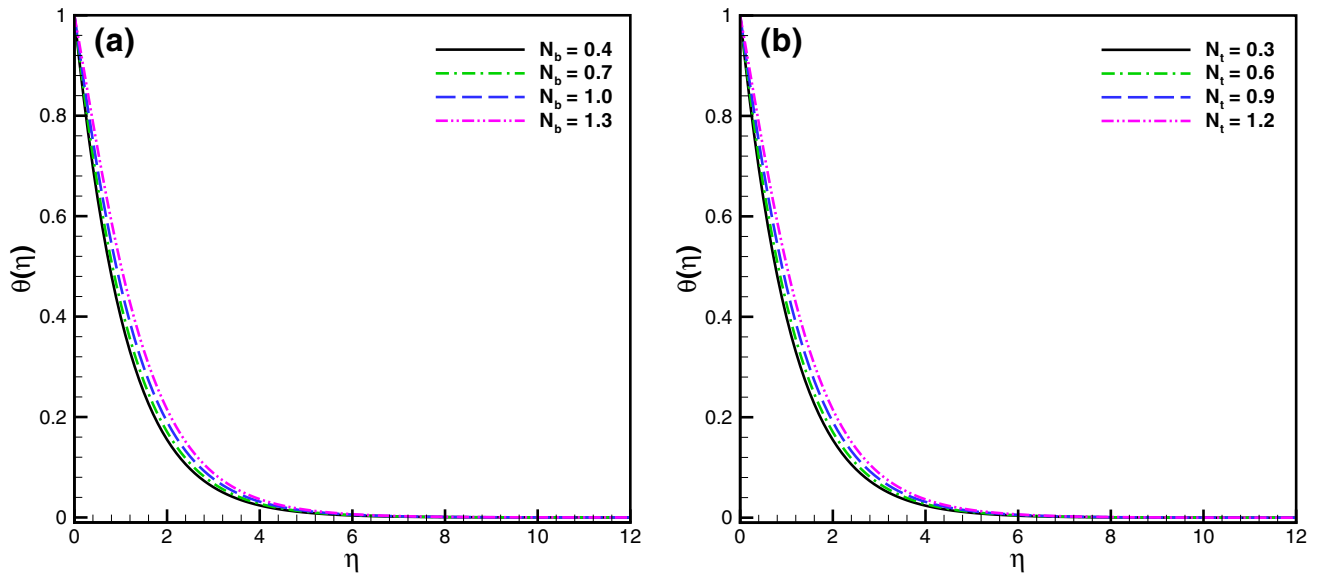 (a)
N_b = 0.4
N_b = 0.7
N_b = 1.0
N_b = 1.3
θ(η)
1
0.8
0.6
0.4
0.2
0
0 2 4 6 8 10 12
η
(b)
N_t = 0.3
N_t = 0.6
N_t = 0.9
N_t = 1.2
θ(η)
1
0.8
0.6
0.4
0.2
0
0 2 4 6 8 10 12
η